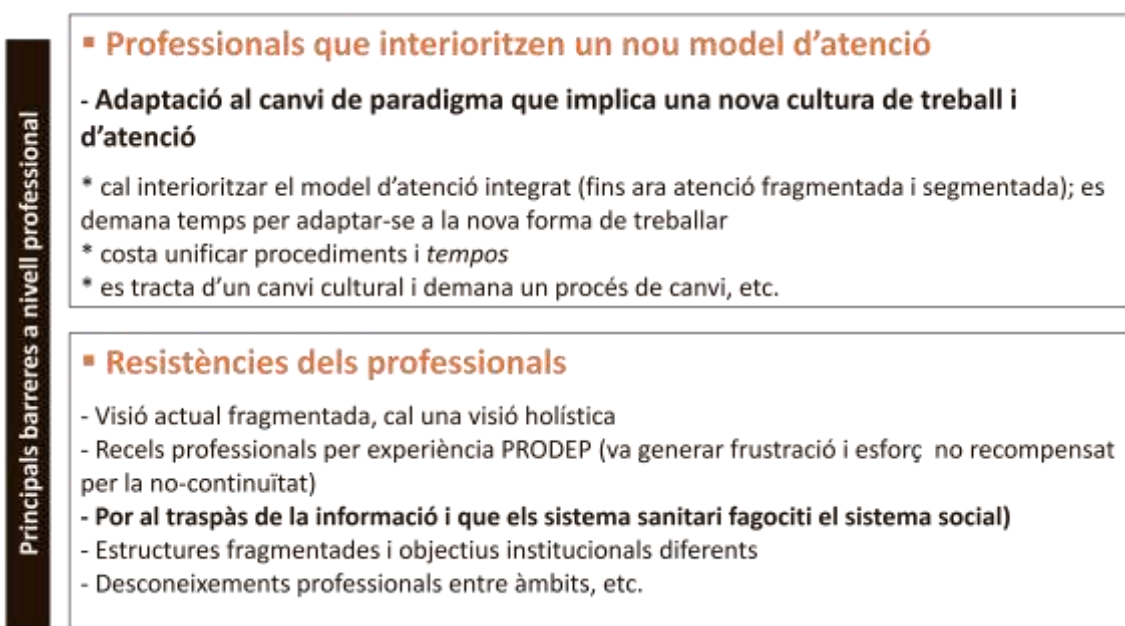 Principals barreres a nivell professional
▪ Professionals que interioritzen un nou model d'atenció
- Adaptació al canvi de paradigma que implica una nova cultura de treball i
d'atenció
* cal interioritzar el model d'atenció integrat (fins ara atenció fragmentada i segmentada); es
demana temps per adaptar-se a la nova forma de treballar
* costa unificar procediments i tempos
* es tracta d'un canvi cultural i demana un procés de canvi, etc.
▪ Resistències dels professionals
- Visió actual fragmentada, cal una visió holística
- Recels professionals per experiència PRODEP (va generar frustració i esforç no recompensat
per la no-continuïtat)
- Por al traspàs de la informació i que els sistema sanitari fagociti el sistema social)
- Estructures fragmentades i objectius institucionals diferents
- Desconeixements professionals entre àmbits, etc.